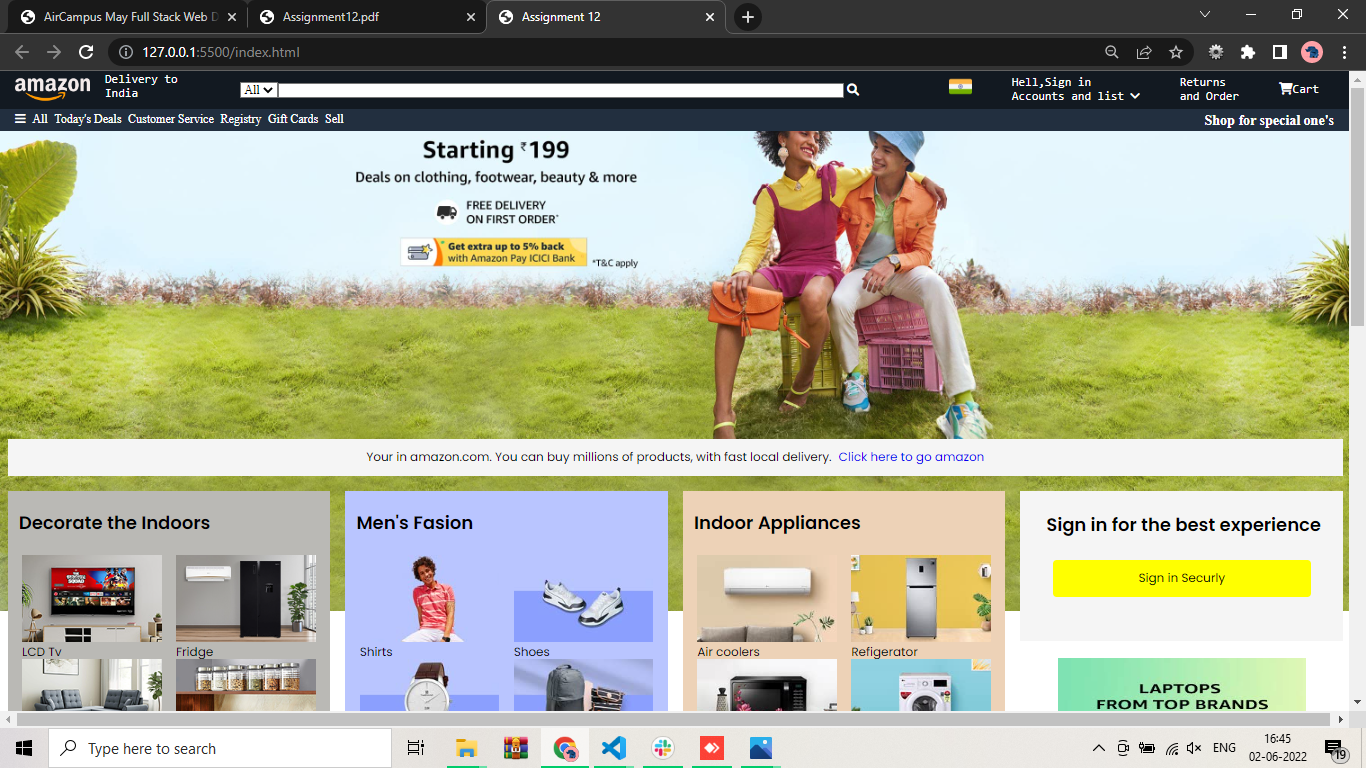 AirCampus May Full Stack Web D
Assignment12.pdf
Assignment 12
127.0.0.1:5500/index.html
amazon
Delivery to
India
All
Hell,Sign in
Accounts and list
Returns
and Order
Cart
All Today's Deals Customer Service Registry Gift Cards Sell
Shop for special one's
Starting ₹199
Deals on clothing, footwear, beauty & more
FREE DELIVERY
ON FIRST ORDER*
Get extra up to 5% back
with Amazon Pay ICICI Bank
*T&C apply
Your in amazon.com. You can buy millions of products, with fast local delivery. Click here to go amazon
Decorate the Indoors
LCD Tv
Fridge
Men's Fasion
Shirts
Shoes
Indoor Appliances
Air coolers
Refigerator
Sign in for the best experience
Sign in Securly
LAPTOPS
FROM TOP BRANDS
Type here to search
ENG
16:45
02-06-2022
19